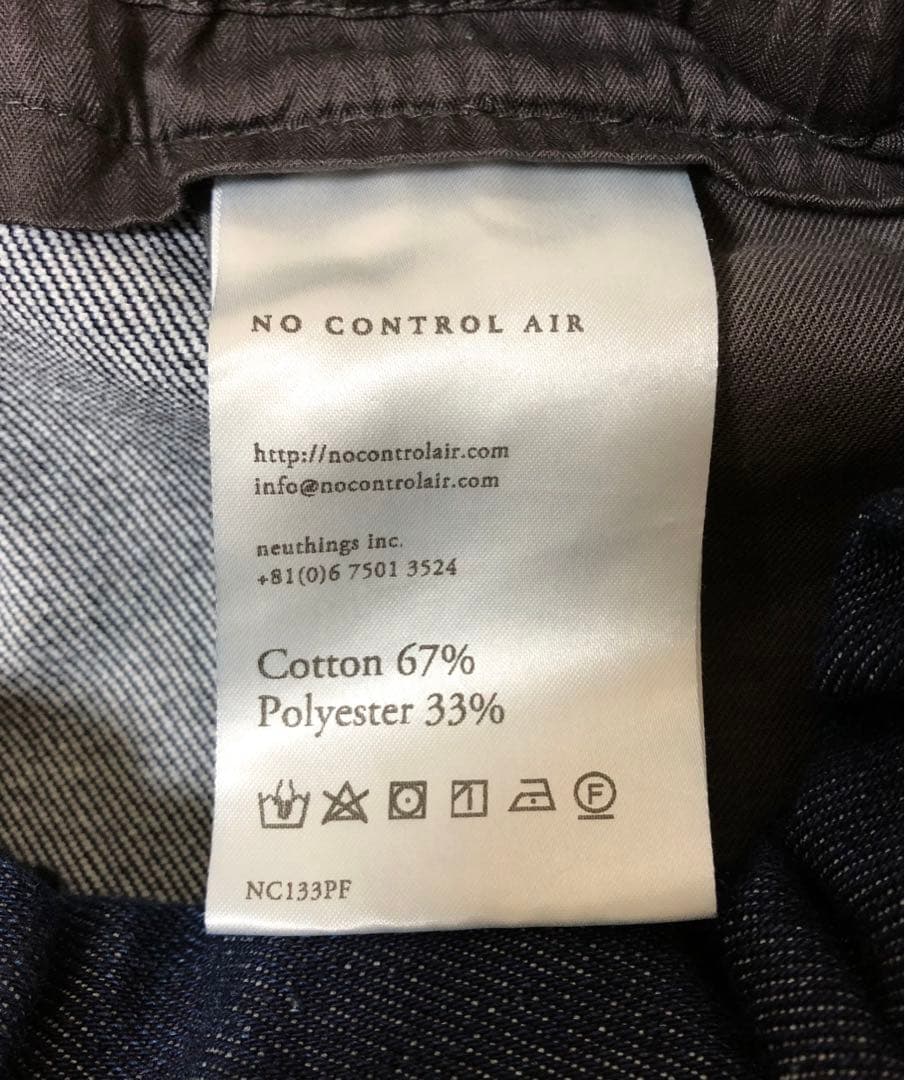 NO CONTROL AIR
http://nocontrolair.com
info@nocontrolair.com
neuthings inc.
+81(0)6 7501 3524
Cotton 67%
Polyester 33%
F
NC133PF